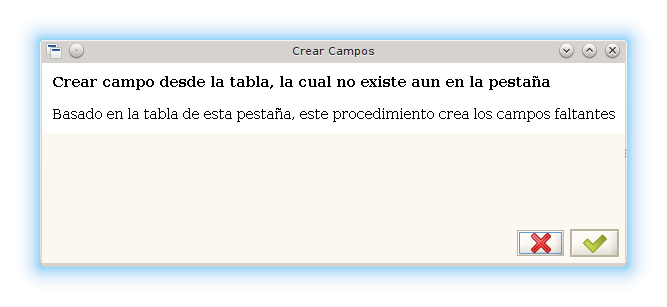 Crear Campos
Crear campo desde la tabla, la cual no existe aun en la pestaña
Basado en la tabla de esta pestaña, este procedimiento crea los campos faltantes